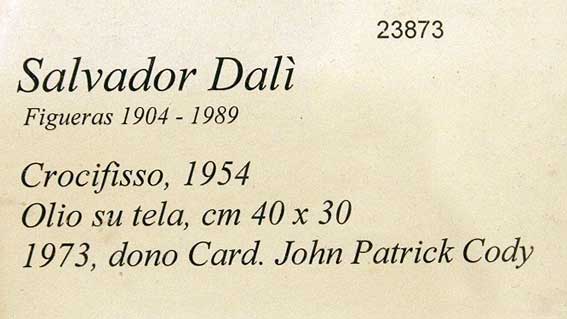 23873
Salvador Dalì
Figueras 1904 - 1989
Crocifisso, 1954
Olio su tela, cm 40 x 30
1973, dono Card. John Patrick Cody